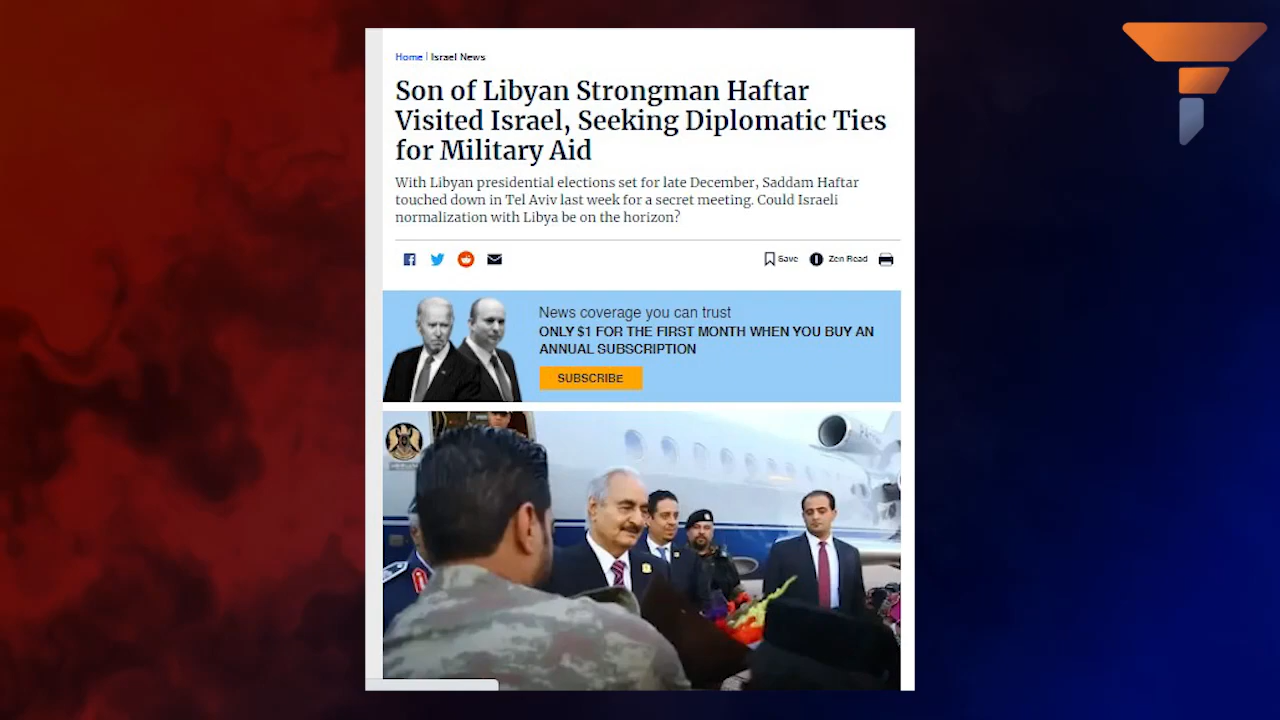 Home | Israel News
Son of Libyan Strongman Haftar
Visited Israel, Seeking Diplomatic Ties
for Military Aid
With Libyan presidential elections set for late December, Saddam Haftar
touched down in Tel Aviv last week for a secret meeting. Could Israeli
normalization with Libya be on the horizon?
Save
Zen Read
News coverage you can trust
ONLY $1 FOR THE FIRST MONTH WHEN YOU BUY AN
ANNUAL SUBSCRIPTION
SUBSCRIBE